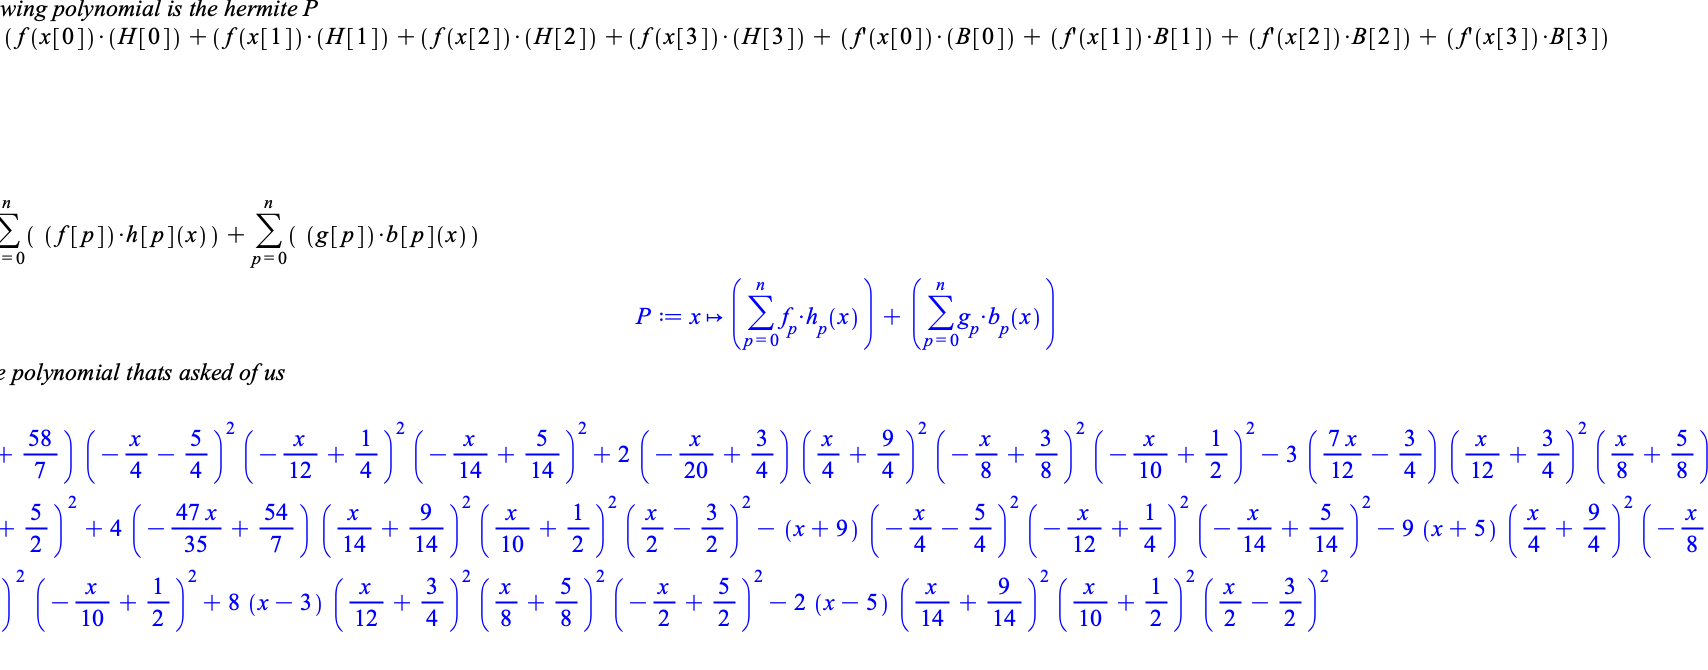 wing polynomial is the hermite P
(f(x[0])·(H[0]) + (f(x[1])·(H[1]) + (f(x[2])·(H[2]) + (f(x[3])·(H[3]) + (f'(x[0])·(B[0]) + (f'(x[1])·B[1]) + (f'(x[2])·B[2]) + (f'(x[3])·B[3])
∑_{=0}^{n}( (f[p])·h[p](x)) + ∑_{p=0}^{n}( (g[p])·b[p](x))
P := x ↦ (∑_{p=0}^{n} f_p·h_p(x)) + (∑_{p=0}^{n} g_p·b_p(x))
e polynomial thats asked of us
+ 58/7) (−x/4 − 5/4)^2 (−x/12 + 1/4)^2 (−x/14 + 5/14)^2 + 2 (−x/20 + 3/4) (x/4 + 9/4)^2 (−x/8 + 3/8)^2 (−x/10 + 1/2)^2 − 3 (7x/12 − 3/4) (x/12 + 3/4)^2 (x/8 + 5/8)
+ 5/2)^2 + 4 (−47x/35 + 54/7) (x/14 + 9/14)^2 (x/10 + 1/2)^2 (x/2 − 3/2)^2 − (x + 9) (−x/4 − 5/4)^2 (−x/12 + 1/4)^2 (−x/14 + 5/14)^2 − 9 (x + 5) (x/4 + 9/4)^2 (−x/8
)^2 (−x/10 + 1/2)^2 + 8 (x − 3) (x/12 + 3/4)^2 (x/8 + 5/8)^2 (−x/2 + 5/2)^2 − 2 (x − 5) (x/14 + 9/14)^2 (x/10 + 1/2)^2 (x/2 − 3/2)^2